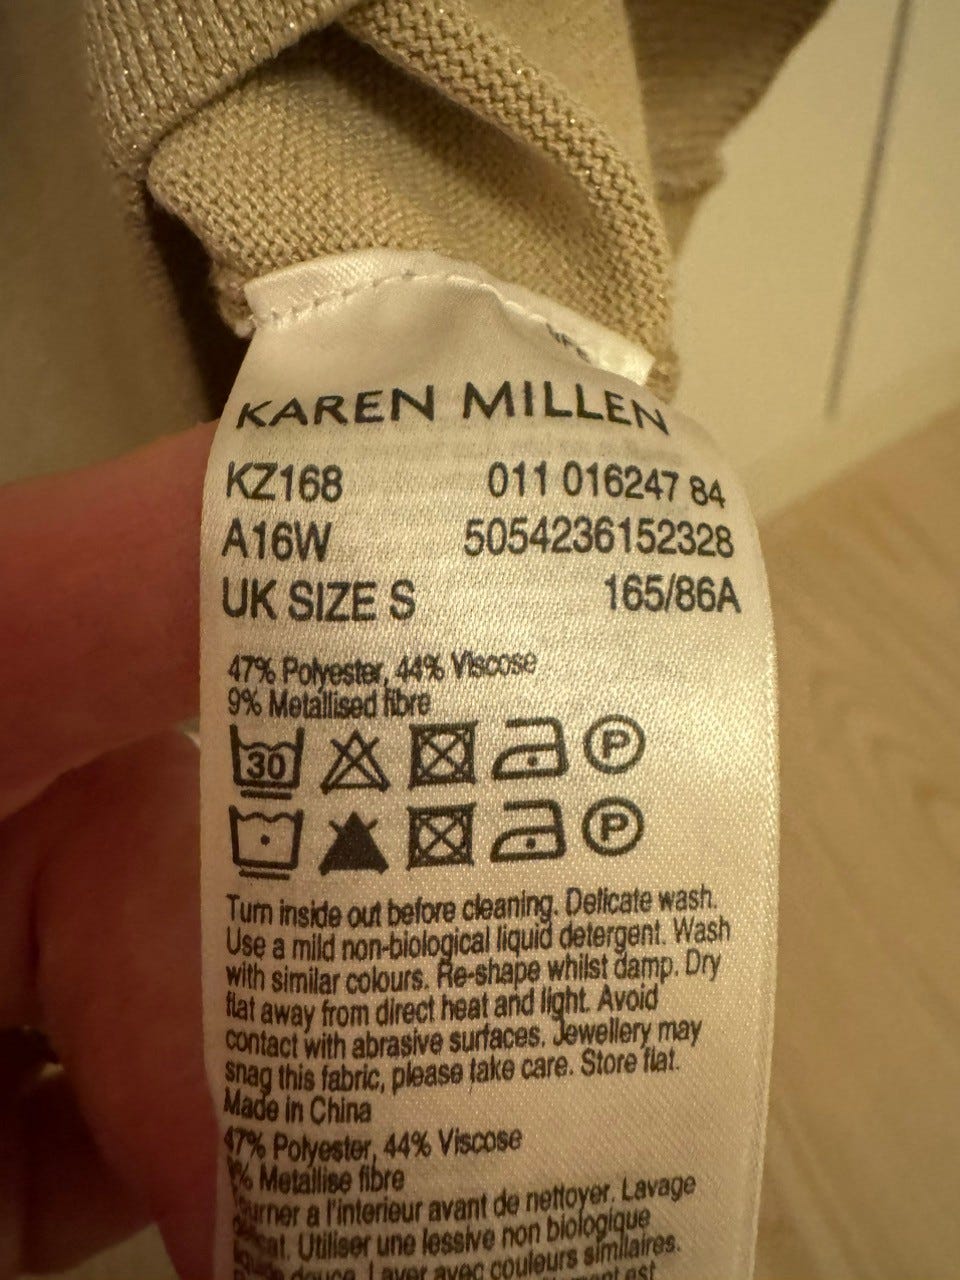 KAREN MILLEN
KZ168 011 016247 84
A16W 5054236152328
UK SIZE S 165/86A
47% Polyester, 44% Viscose
9% Metallised fibre
30 P
P
Turn inside out before cleaning. Delicate wash.
Use a mild non-biological liquid detergent. Wash
with similar colours. Re-shape whilst damp. Dry
flat away from direct heat and light. Avoid
contact with abrasive surfaces. Jewellery may
snag this fabric, please take care. Store flat.
Made in China
47% Polyester, 44% Viscose
% Metallise fibre
a l'interieur avant de nettoyer. Lavage
Utiliser une lessive non biologique
douce. Laver avec couleurs similaires.
est